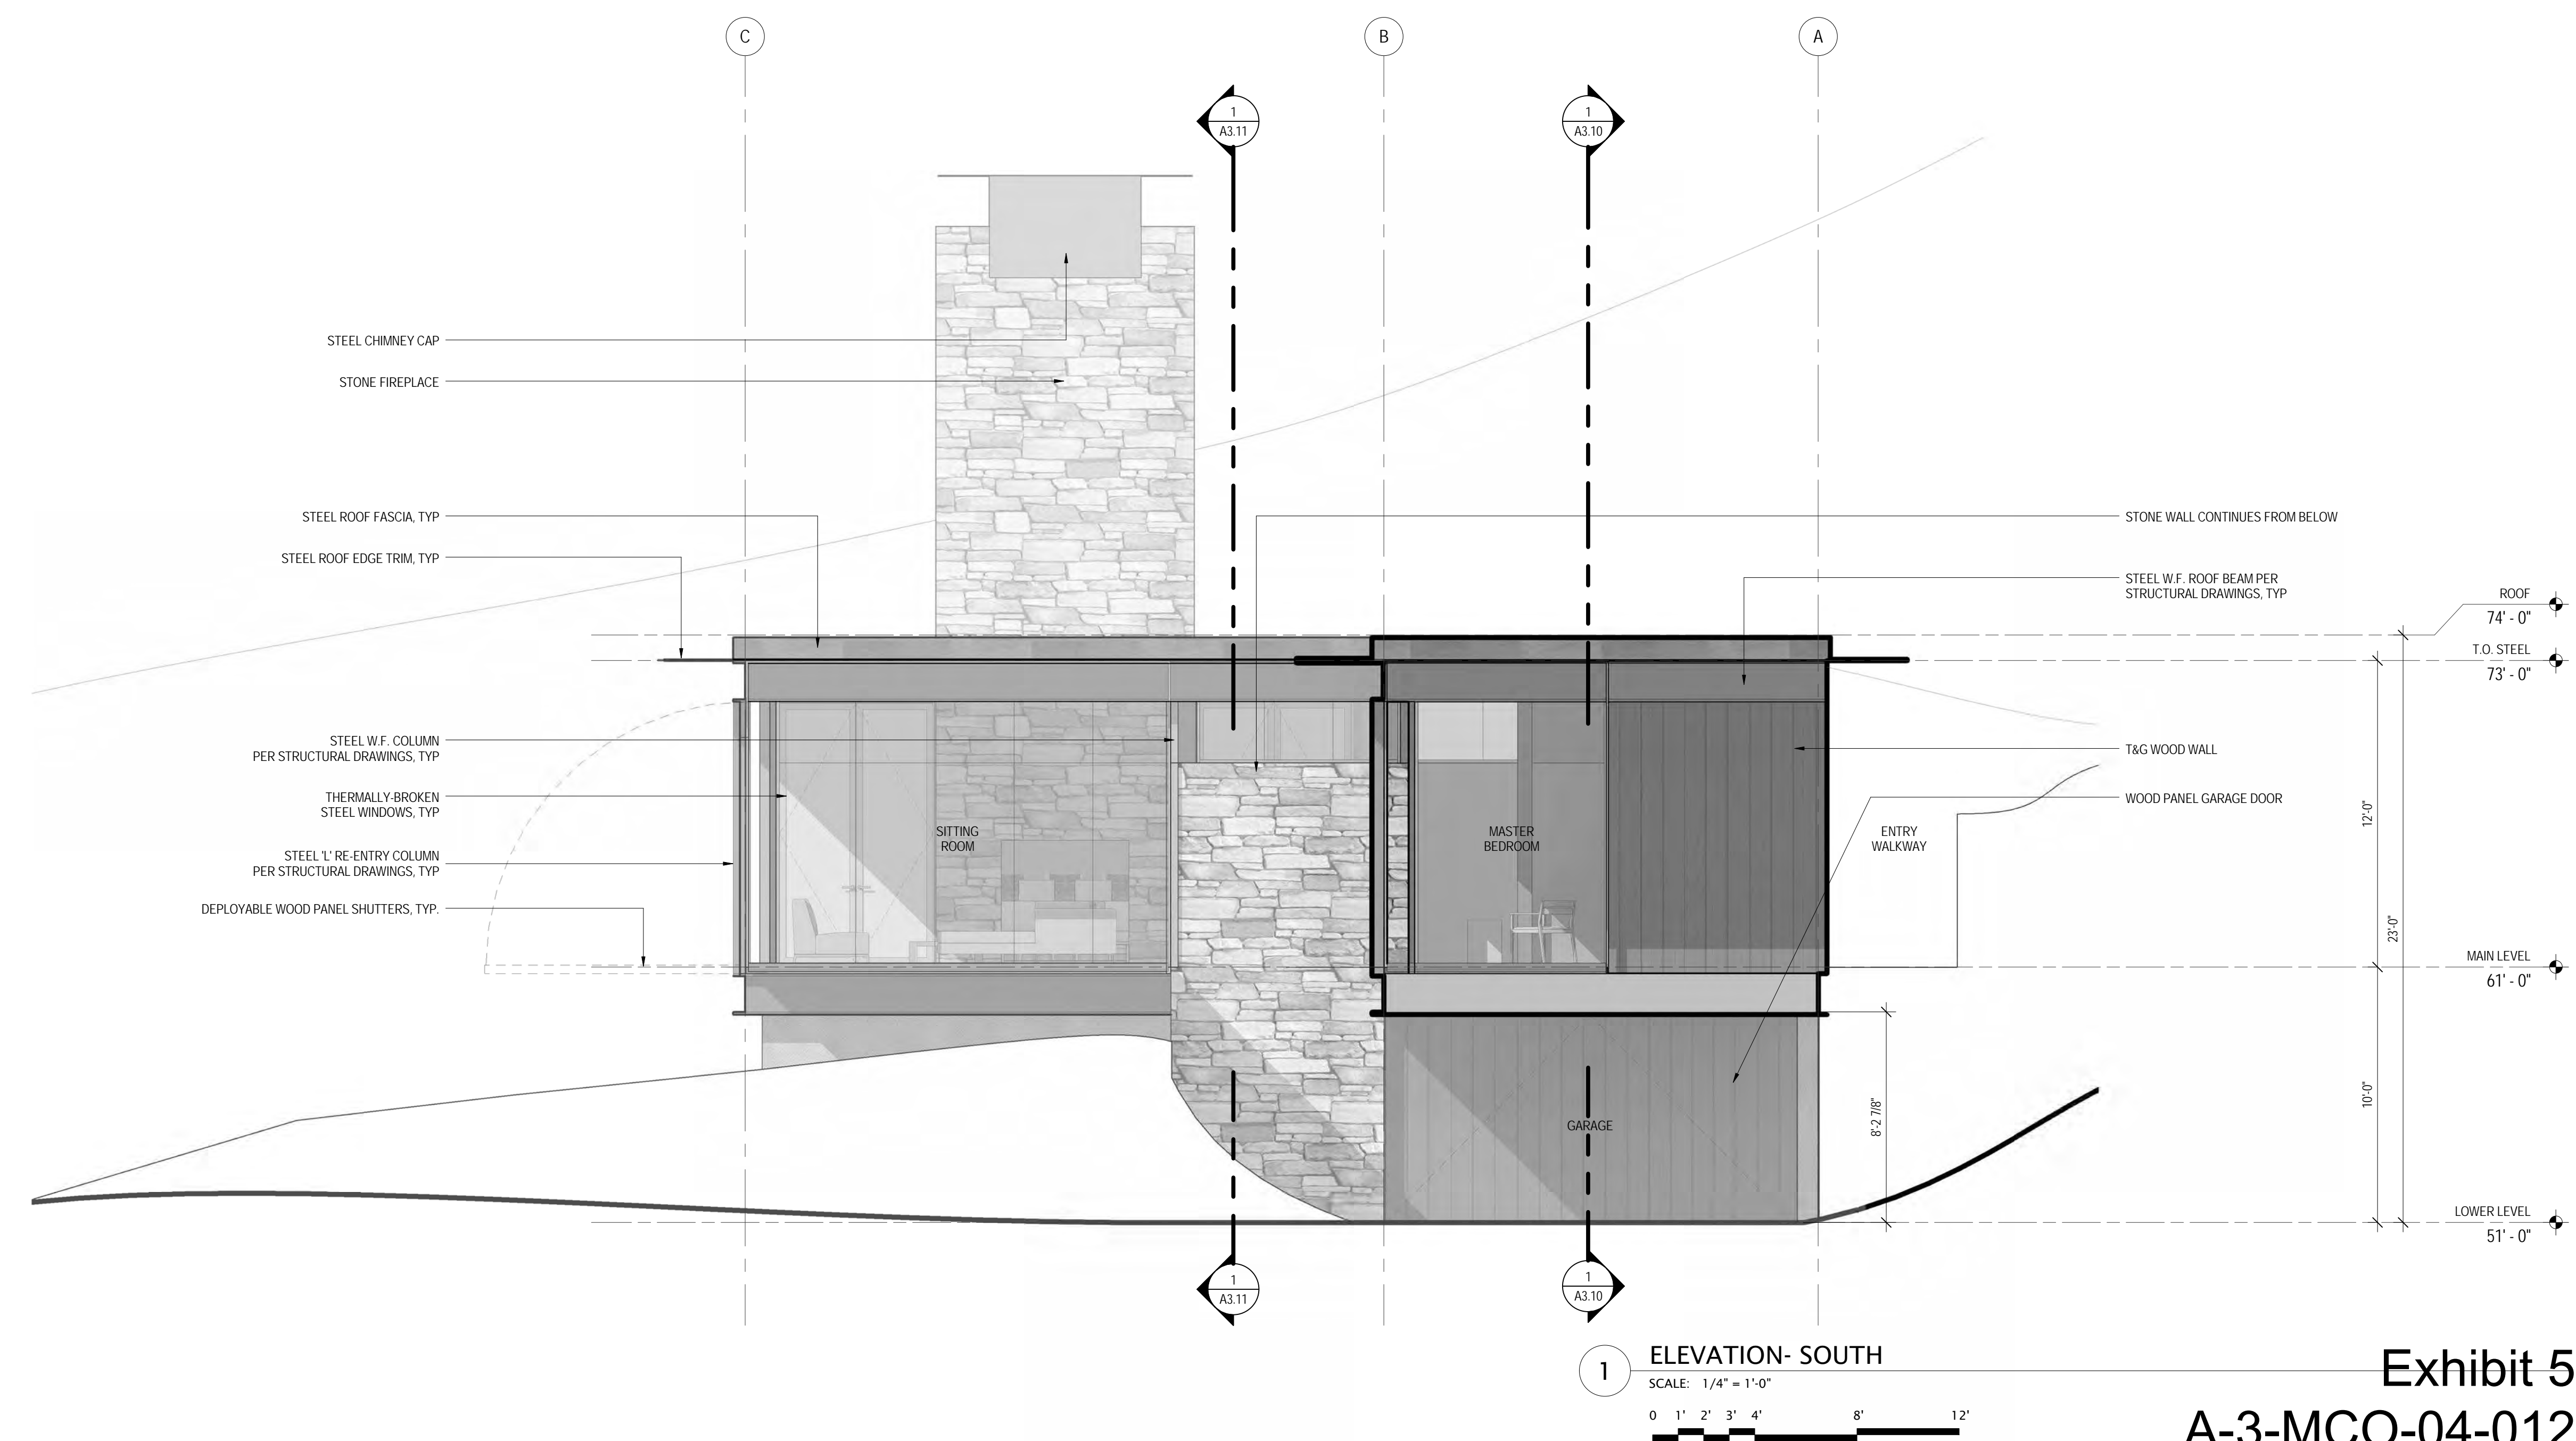 C
B
A
1
A3.11
1
A3.10
STEEL CHIMNEY CAP
STONE FIREPLACE
STEEL ROOF FASCIA, TYP
STEEL ROOF EDGE TRIM, TYP
STEEL W.F. COLUMN
PER STRUCTURAL DRAWINGS, TYP
THERMALLY-BROKEN
STEEL WINDOWS, TYP
STEEL 'L' RE-ENTRY COLUMN
PER STRUCTURAL DRAWINGS, TYP
DEPLOYABLE WOOD PANEL SHUTTERS, TYP.
SITTING
ROOM
MASTER
BEDROOM
ENTRY
WALKWAY
GARAGE
STONE WALL CONTINUES FROM BELOW
STEEL W.F. ROOF BEAM PER
STRUCTURAL DRAWINGS, TYP
T&G WOOD WALL
WOOD PANEL GARAGE DOOR
8'-2 7/8"
12'-0"
10'-0"
23'-0"
ROOF
74' - 0"
T.O. STEEL
73' - 0"
MAIN LEVEL
61' - 0"
LOWER LEVEL
51' - 0"
1
A3.11
1
A3.10
1
ELEVATION- SOUTH
SCALE: 1/4" = 1'-0"
0 1' 2' 3' 4' 8' 12'
Exhibit 5
A-3-MCO-04-012